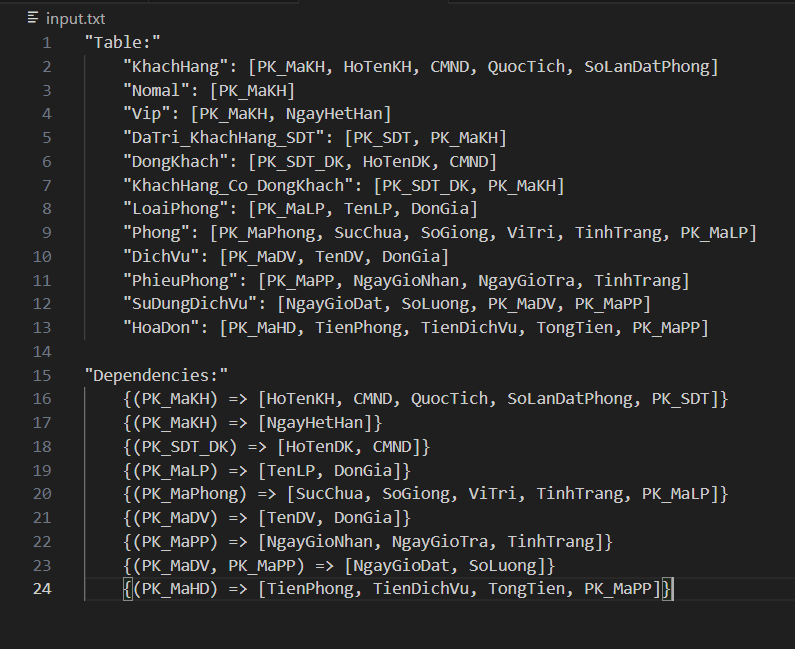 input.txt
1 "Table:"
2 "KhachHang": [PK_MaKH, HoTenKH, CMND, QuocTich, SoLanDatPhong]
3 "Nomal": [PK_MaKH]
4 "Vip": [PK_MaKH, NgayHetHan]
5 "DaTri_KhachHang_SDT": [PK_SDT, PK_MaKH]
6 "DongKhach": [PK_SDT_DK, HoTenDK, CMND]
7 "KhachHang_Co_DongKhach": [PK_SDT_DK, PK_MaKH]
8 "LoaiPhong": [PK_MaLP, TenLP, DonGia]
9 "Phong": [PK_MaPhong, SucChua, SoGiong, ViTri, TinhTrang, PK_MaLP]
10 "DichVu": [PK_MaDV, TenDV, DonGia]
11 "PhieuPhong": [PK_MaPP, NgayGioNhan, NgayGioTra, TinhTrang]
12 "SuDungDichVu": [NgayGioDat, SoLuong, PK_MaDV, PK_MaPP]
13 "HoaDon": [PK_MaHD, TienPhong, TienDichVu, TongTien, PK_MaPP]
14
15 "Dependencies:"
16 {(PK_MaKH) => [HoTenKH, CMND, QuocTich, SoLanDatPhong, PK_SDT]}
17 {(PK_MaKH) => [NgayHetHan]}
18 {(PK_SDT_DK) => [HoTenDK, CMND]}
19 {(PK_MaLP) => [TenLP, DonGia]}
20 {(PK_MaPhong) => [SucChua, SoGiong, ViTri, TinhTrang, PK_MaLP]}
21 {(PK_MaDV) => [TenDV, DonGia]}
22 {(PK_MaPP) => [NgayGioNhan, NgayGioTra, TinhTrang]}
23 {(PK_MaDV, PK_MaPP) => [NgayGioDat, SoLuong]}
24 {(PK_MaHD) => [TienPhong, TienDichVu, TongTien, PK_MaPP]}